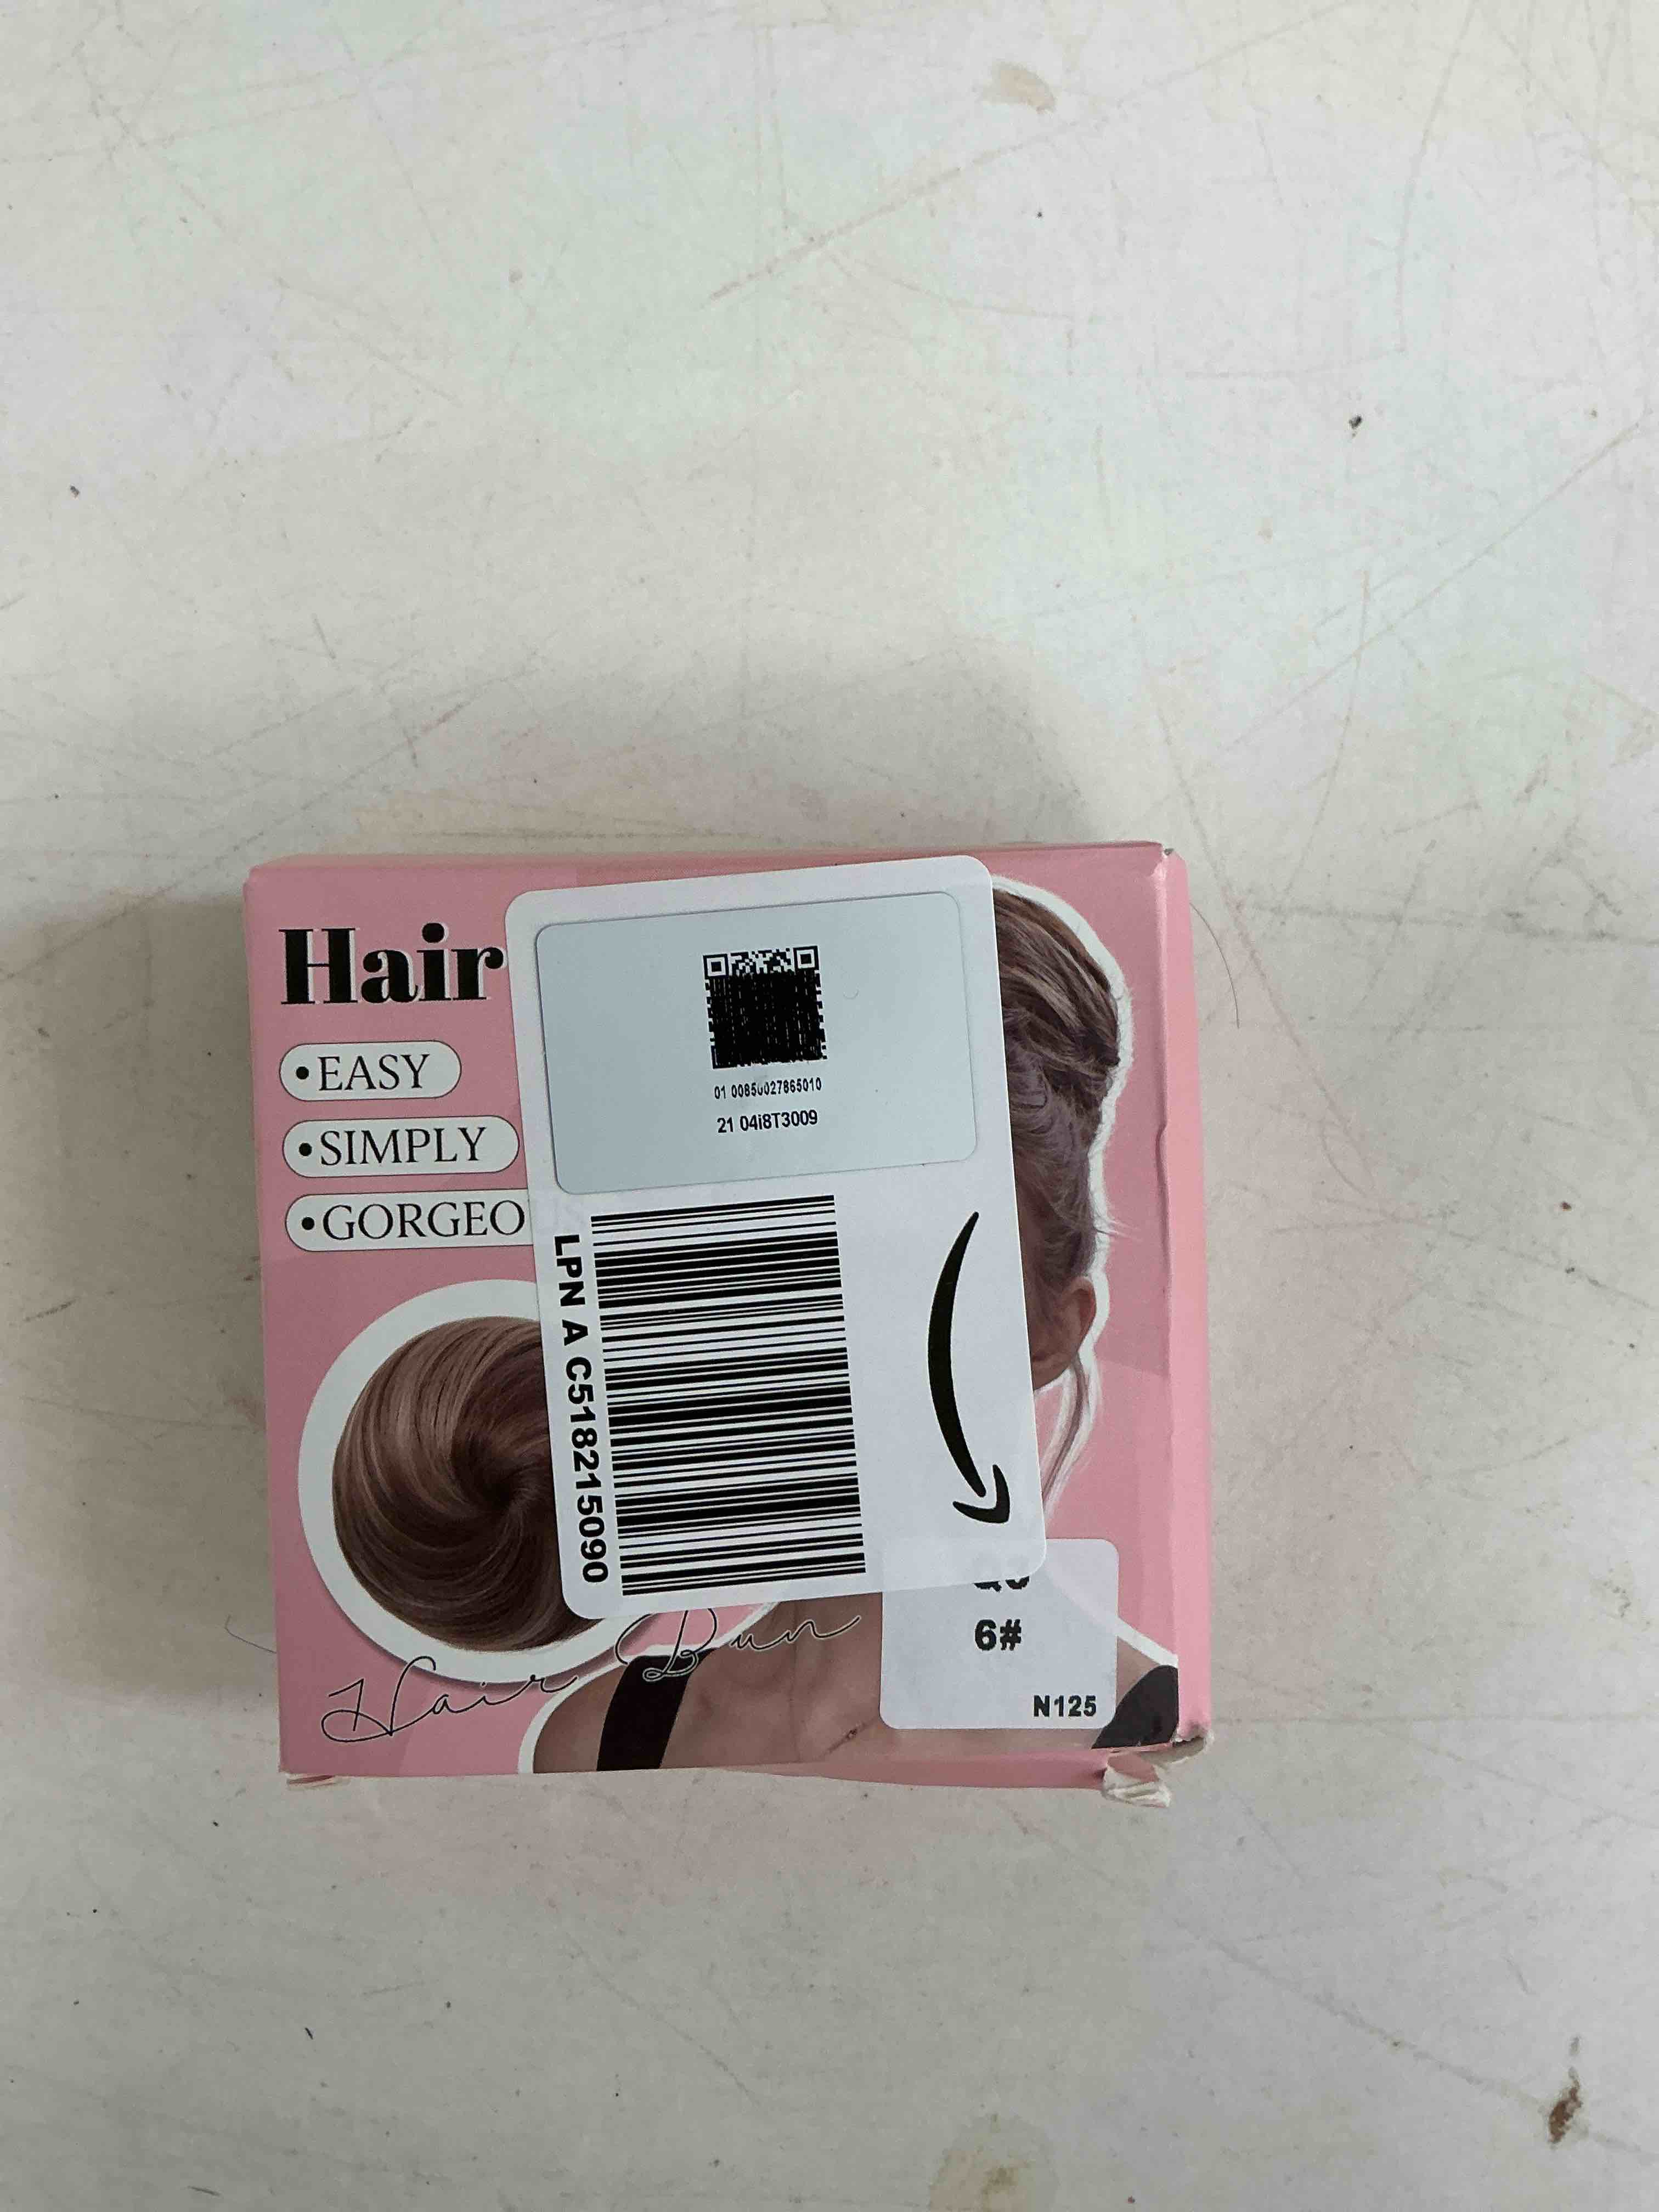 Hair
•EASY
•SIMPLY
•GORGEO
01 00850027865010
21 04i8T3009
LPN A C518215090
Hair Bun
6#
N125